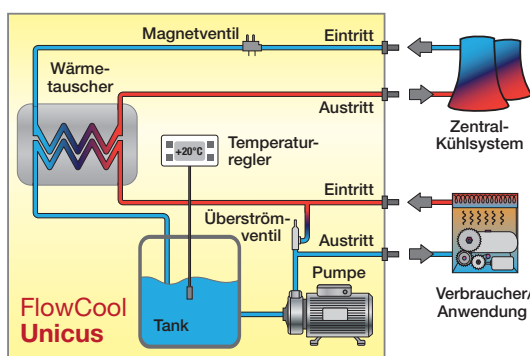 Magnetventil
Eintritt
Wärme-
tauscher
Austritt
Zentral-
Kühlsystem
+20°C
Temperatur-
regler
Eintritt
Überström-
ventil
Austritt
Pumpe
Verbraucher/
Anwendung
FlowCool
Unicus
Tank